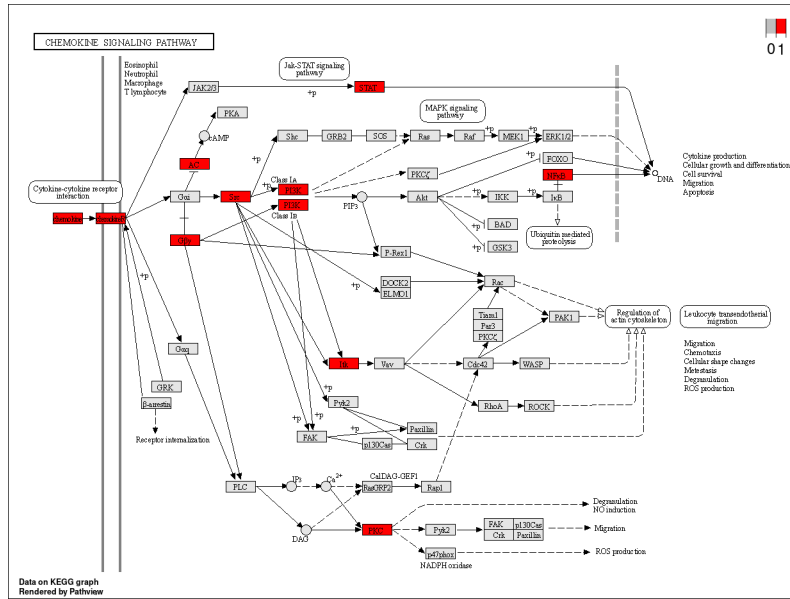 CHEMOKINE SIGNALING PATHWAY
0 1
Eosinophil
Neutrophil
Macrophage
T lymphocyte
Jak-STAT signaling
pathway
JAK2/3
+p
STAT
PKA
cAMP
MAPK signaling
pathway
Shc
GRB2
SOS
Ras
Raf
+p
MEK1
+p
ERK1/2
+p
AC
FOXO
DNA
Cytokine production
Cellular growth and differentiation
Cell survival
Migration
Apoptosis
Cytokine-cytokine receptor
interaction
Class IA
PI3K
PI3K
Class IB
+p
PKCζ
NFκB
Gαi
Src
PIP3
Akt
+p
IKK
+p
IκB
chemokine
chemokineR
+p
BAD
Ubiquitin mediated
proteolysis
Gβγ
+p
GSK3
P-Rex1
+p
+p
DOCK2
ELMO1
Rac
Tiam1
Par3
PKCζ
PAK1
Regulation of
actin cytoskeleton
Leukocyte transendotherial
migration
Gαq
Itk
Vav
Cdc42
WASP
Migration
Chemotaxis
Cellular shape changes
Metestasis
Degranulation
ROS production
GRK
β-arrestin
Pyk2
RhoA
ROCK
+p
+p
Receptor internalization
FAK
Paxillin
p130Cas
Crk
PLC
IP3
Ca2+
CalDAG-GEF1
RasGRP2
Rap1
DAG
PKC
Degranulation
NO induction
Pyk2
FAK
p130Cas
Crk
Paxillin
Migration
p47phox
NADPH oxidase
ROS production
Data on KEGG graph
Rendered by Pathview